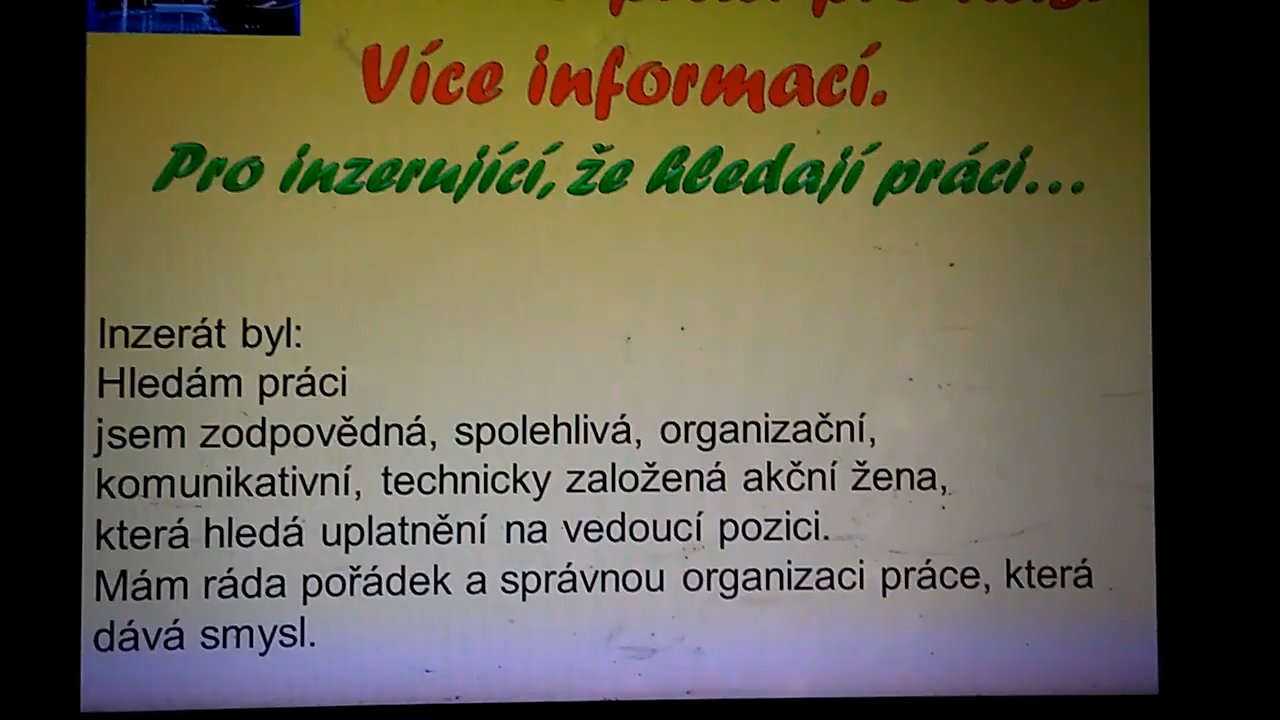 Více informací.
Pro inzerující, že hledají práci...
Inzerát byl:
Hledám práci
jsem zodpovědná, spolehlivá, organizační,
komunikativní, technicky založená akční žena,
která hledá uplatnění na vedoucí pozici.
Mám ráda pořádek a správnou organizaci práce, která
dává smysl.